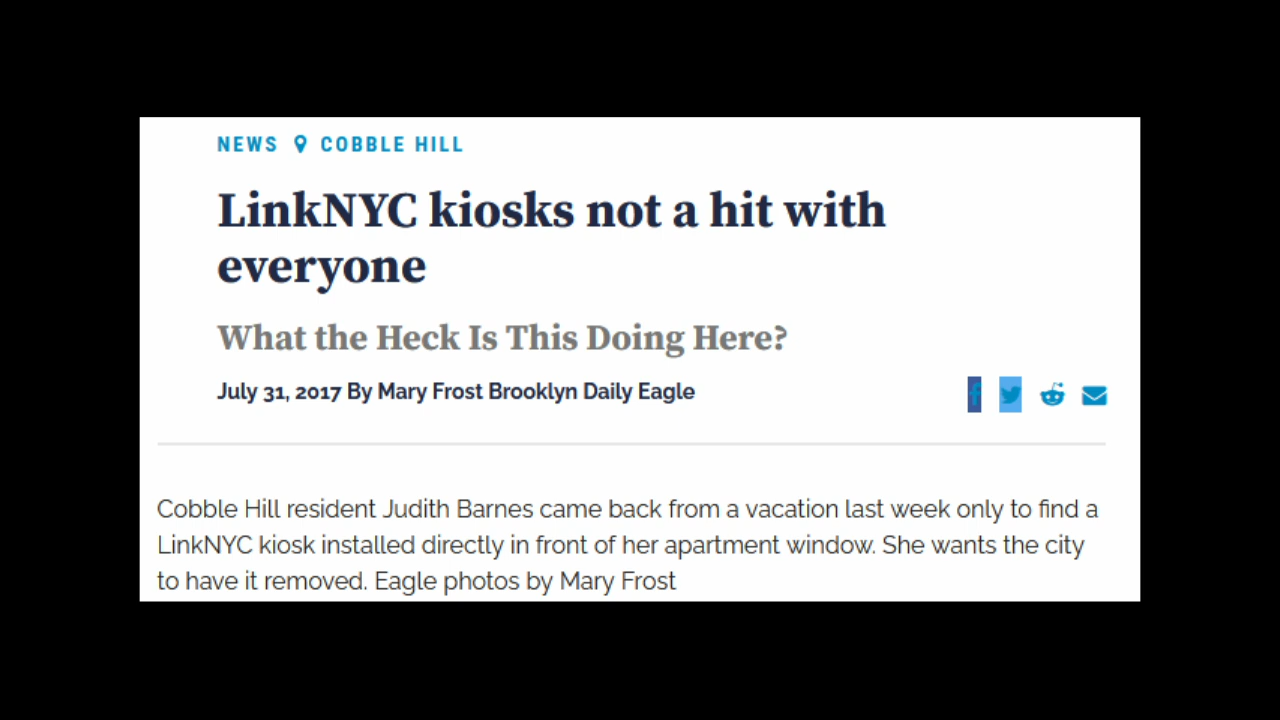 NEWS COBBLE HILL
LinkNYC kiosks not a hit with
everyone
What the Heck Is This Doing Here?
July 31, 2017 By Mary Frost Brooklyn Daily Eagle
Cobble Hill resident Judith Barnes came back from a vacation last week only to find a
LinkNYC kiosk installed directly in front of her apartment window. She wants the city
to have it removed. Eagle photos by Mary Frost